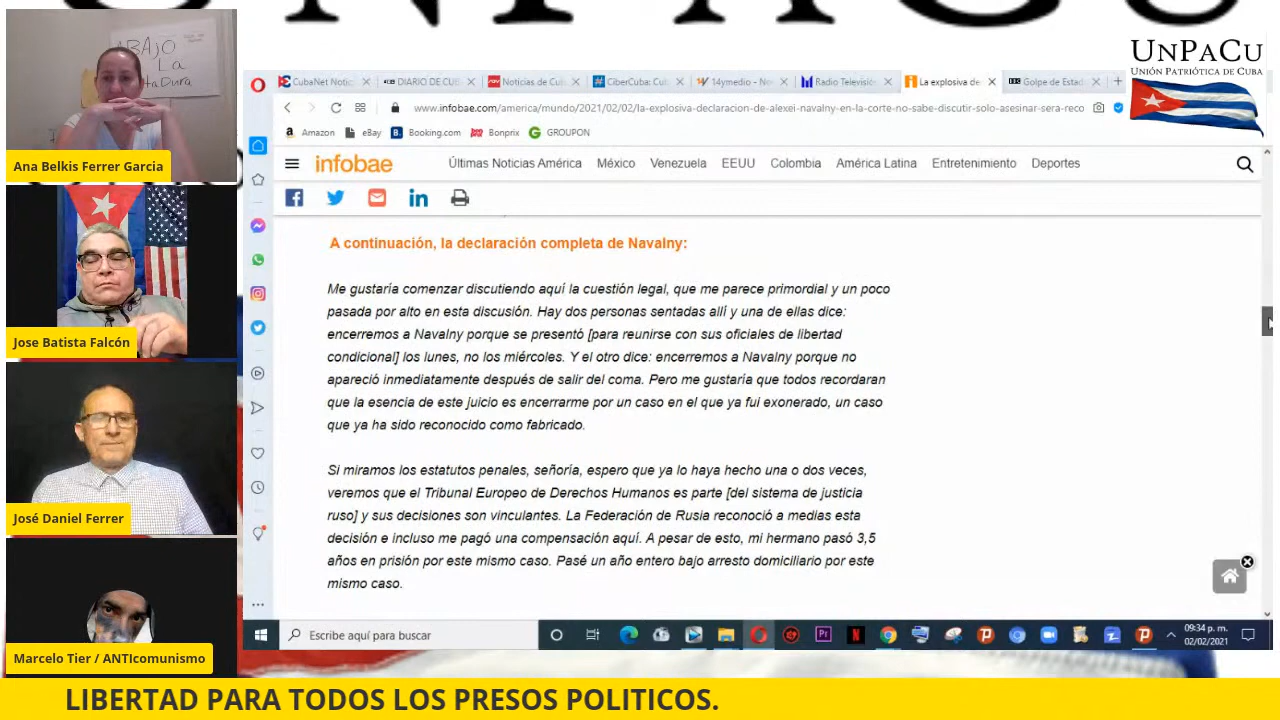 UNPACU
ABAJO
La
Ana Belkis Ferrer Garcia
Jose Batista Falcón
José Daniel Ferrer
Marcelo Tier / ANTIcomunismo
CubaNet Notic
DIARIO DE CUB
Noticias de Cu
CiberCuba: Cu
14ymedio - No
Radio Televisió
La explosiva de
Golpe de Estad
www.infobae.com/america/mundo/2021/02/02/la-explosiva-declaracion-de-alexei-navalny-en-la-corte-no-sabe-discutir-solo-asesinar-sera-reco
Amazon
eBay
Booking.com
Bonprix
GROUPON
UNPACU
UNIÓN PATRIÓTICA DE CUBA
infobae
Últimas Noticias América
México
Venezuela
EEUU
Colombia
América Latina
Entretenimiento
Deportes
A continuación, la declaración completa de Navalny:
Me gustaría comenzar discutiendo aquí la cuestión legal, que me parece primordial y un poco
pasada por alto en esta discusión. Hay dos personas sentadas allí y una de ellas dice:
encerremos a Navalny porque se presentó [para reunirse con sus oficiales de libertad
condicional] los lunes, no los miércoles. Y el otro dice: encerremos a Navalny porque no
apareció inmediatamente después de salir del coma. Pero me gustaría que todos recordaran
que la esencia de este juicio es encerrarme por un caso en el que ya fui exonerado, un caso
que ya ha sido reconocido como fabricado.
Si miramos los estatutos penales, señoría, espero que ya lo haya hecho una o dos veces,
veremos que el Tribunal Europeo de Derechos Humanos es parte [del sistema de justicia
ruso] y sus decisiones son vinculantes. La Federación de Rusia reconoció a medias esta
decisión e incluso me pagó una compensación aquí. A pesar de esto, mi hermano pasó 3,5
años en prisión por este mismo caso. Pasé un año entero bajo arresto domiciliario por este
mismo caso.
Escribe aquí para buscar
09:34 p. m.
02/02/2021
LIBERTAD PARA TODOS LOS PRESOS POLITICOS.